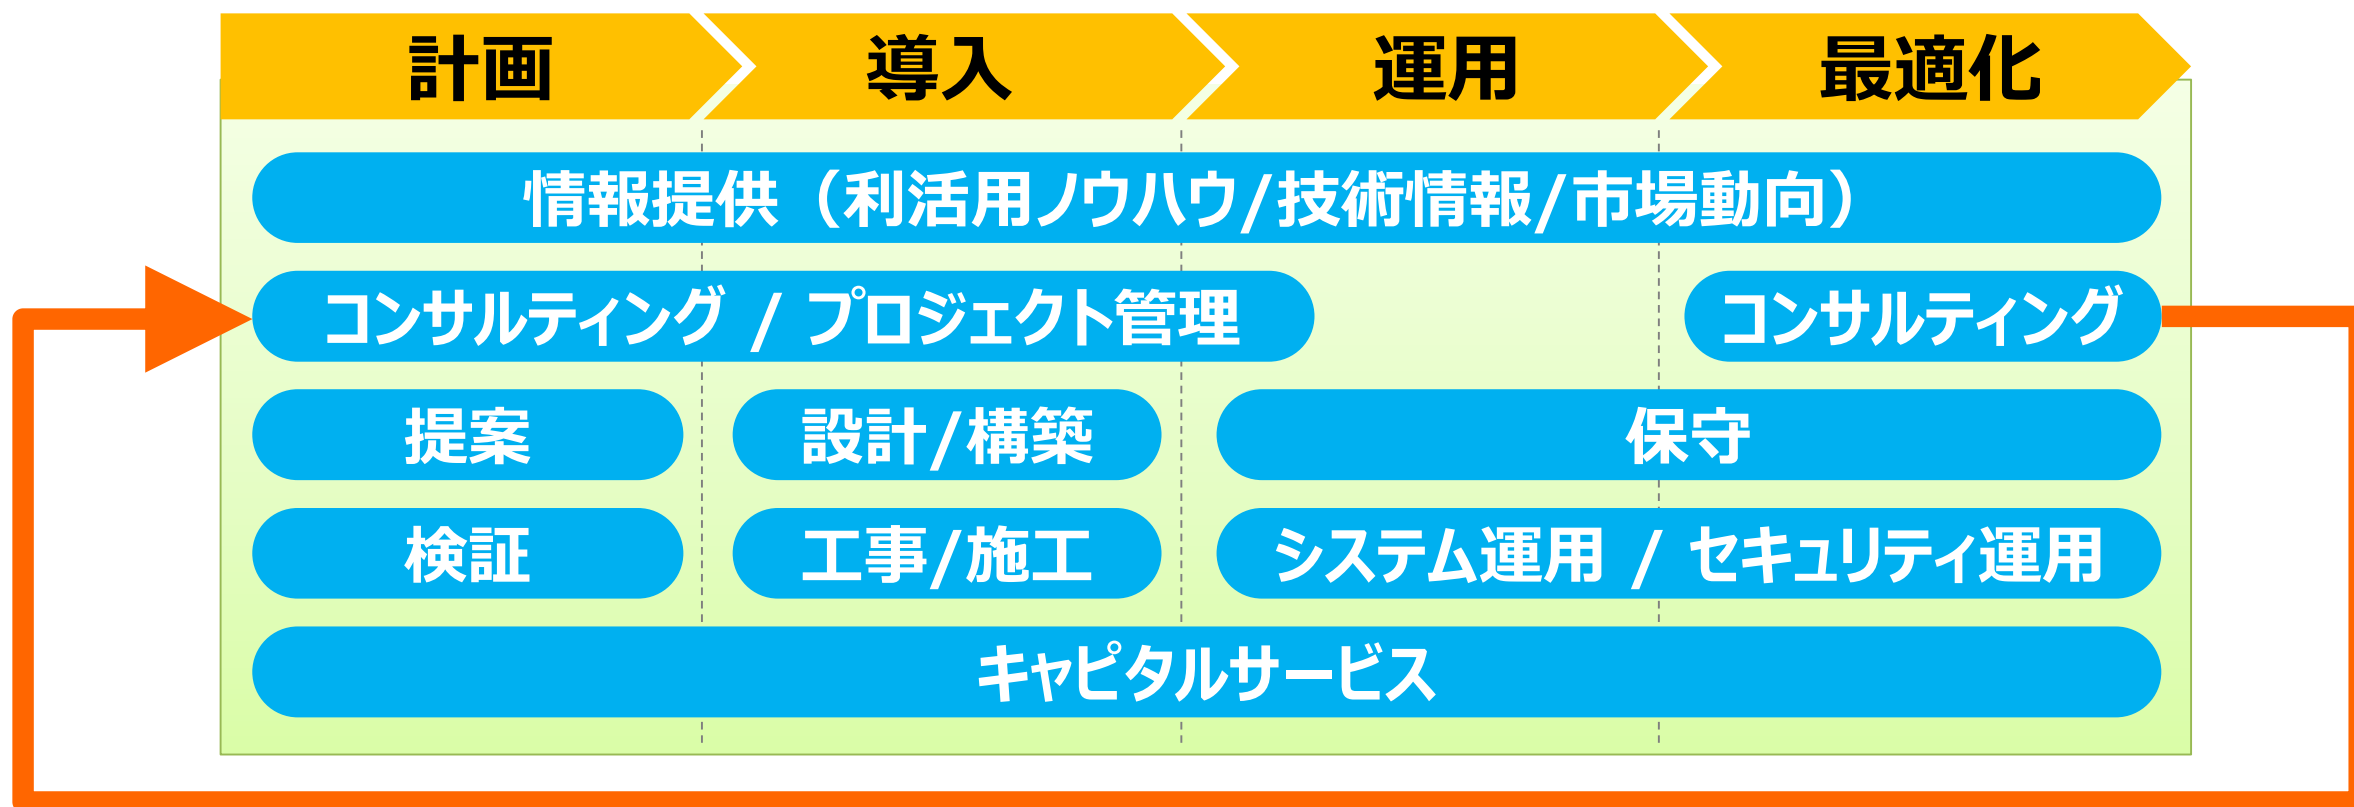 計画 導入 運用 最適化
情報提供（利活用ノウハウ/技術情報/市場動向）
コンサルティング / プロジェクト管理 コンサルティング
提案 設計/構築 保守
検証 工事/施工 システム運用 / セキュリティ運用
キャピタルサービス